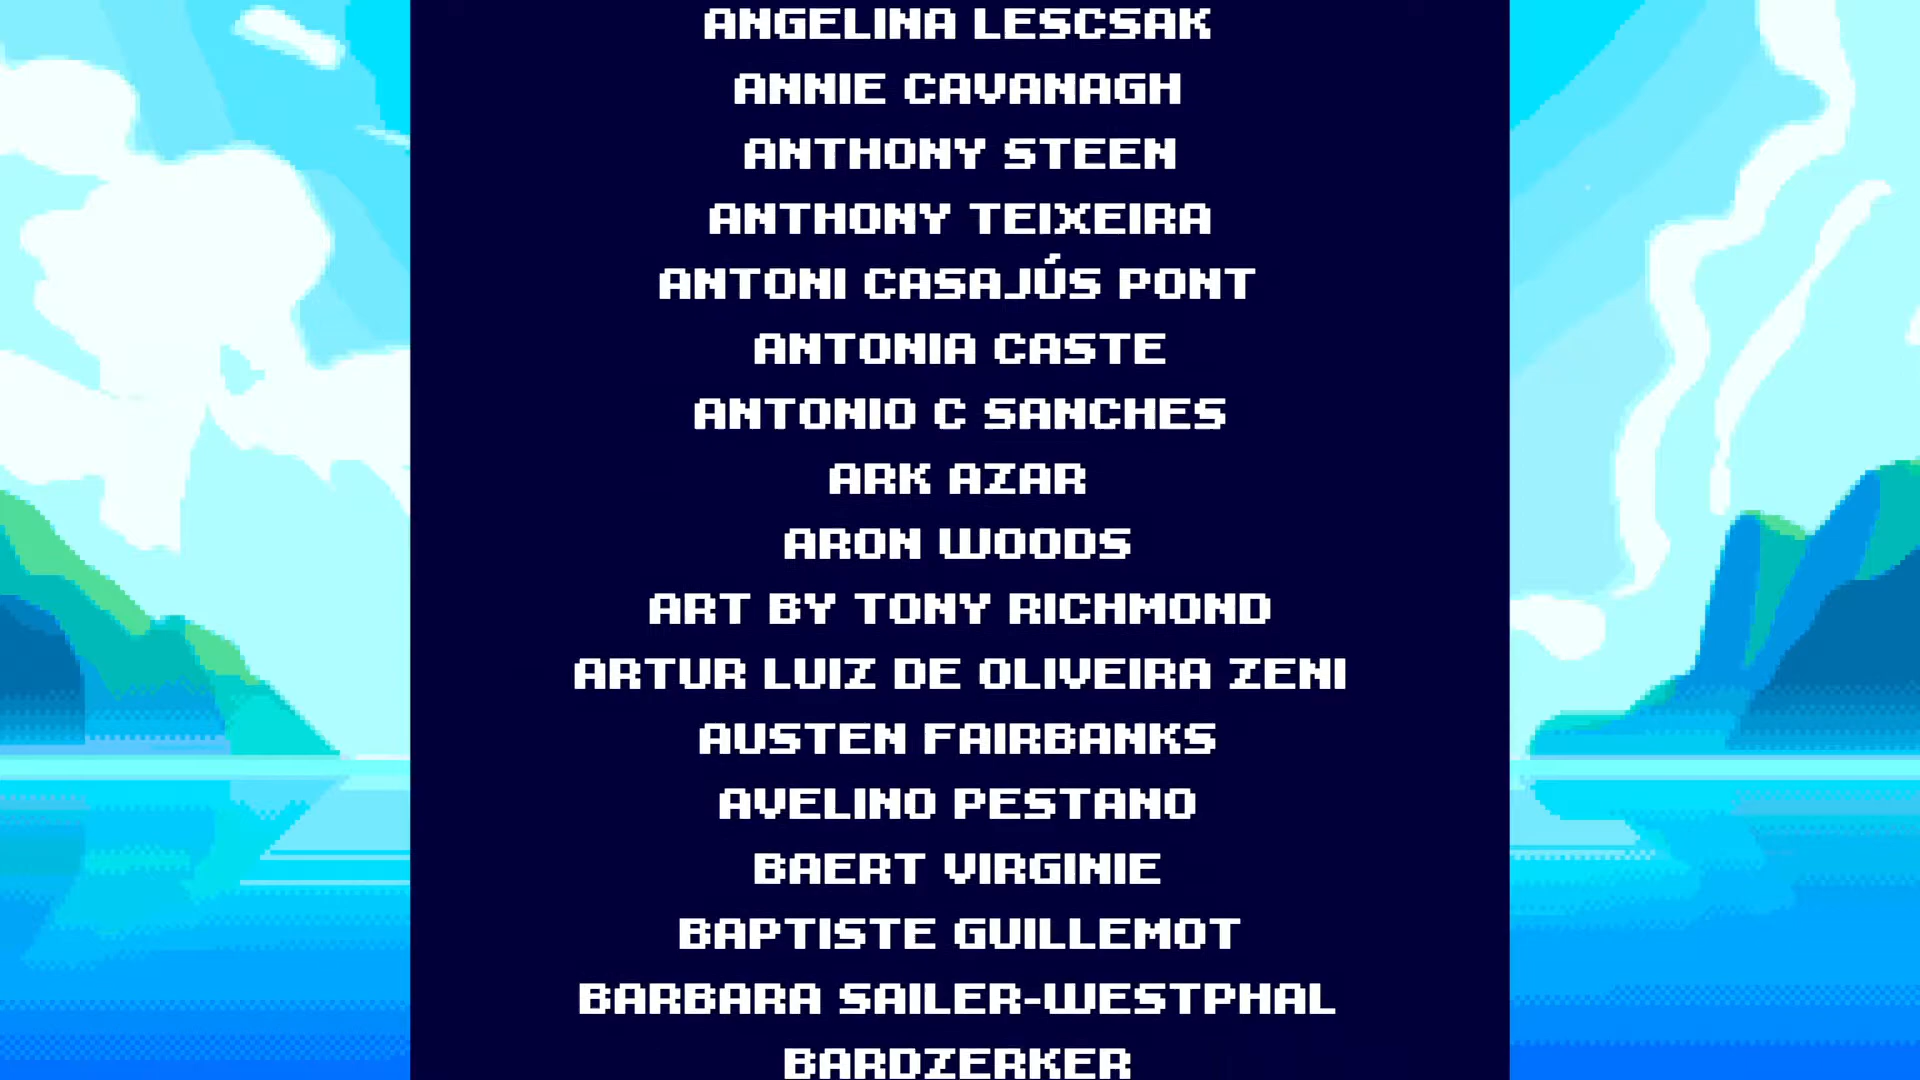 ANGELINA LESCSAK
ANNIE CAVANAGH
ANTHONY STEEN
ANTHONY TEIXEIRA
ANTONI CASAJÚS PONT
ANTONIA CASTE
ANTONIO C SANCHES
ARK AZAR
ARON WOODS
ART BY TONY RICHMOND
ARTUR LUIZ DE OLIVEIRA ZENI
AUSTEN FAIRBANKS
AVELINO PESTANO
BAERT VIRGINIE
BAPTISTE GUILLEMOT
BARBARA SAILER-WESTPHAL
BARDZERKER